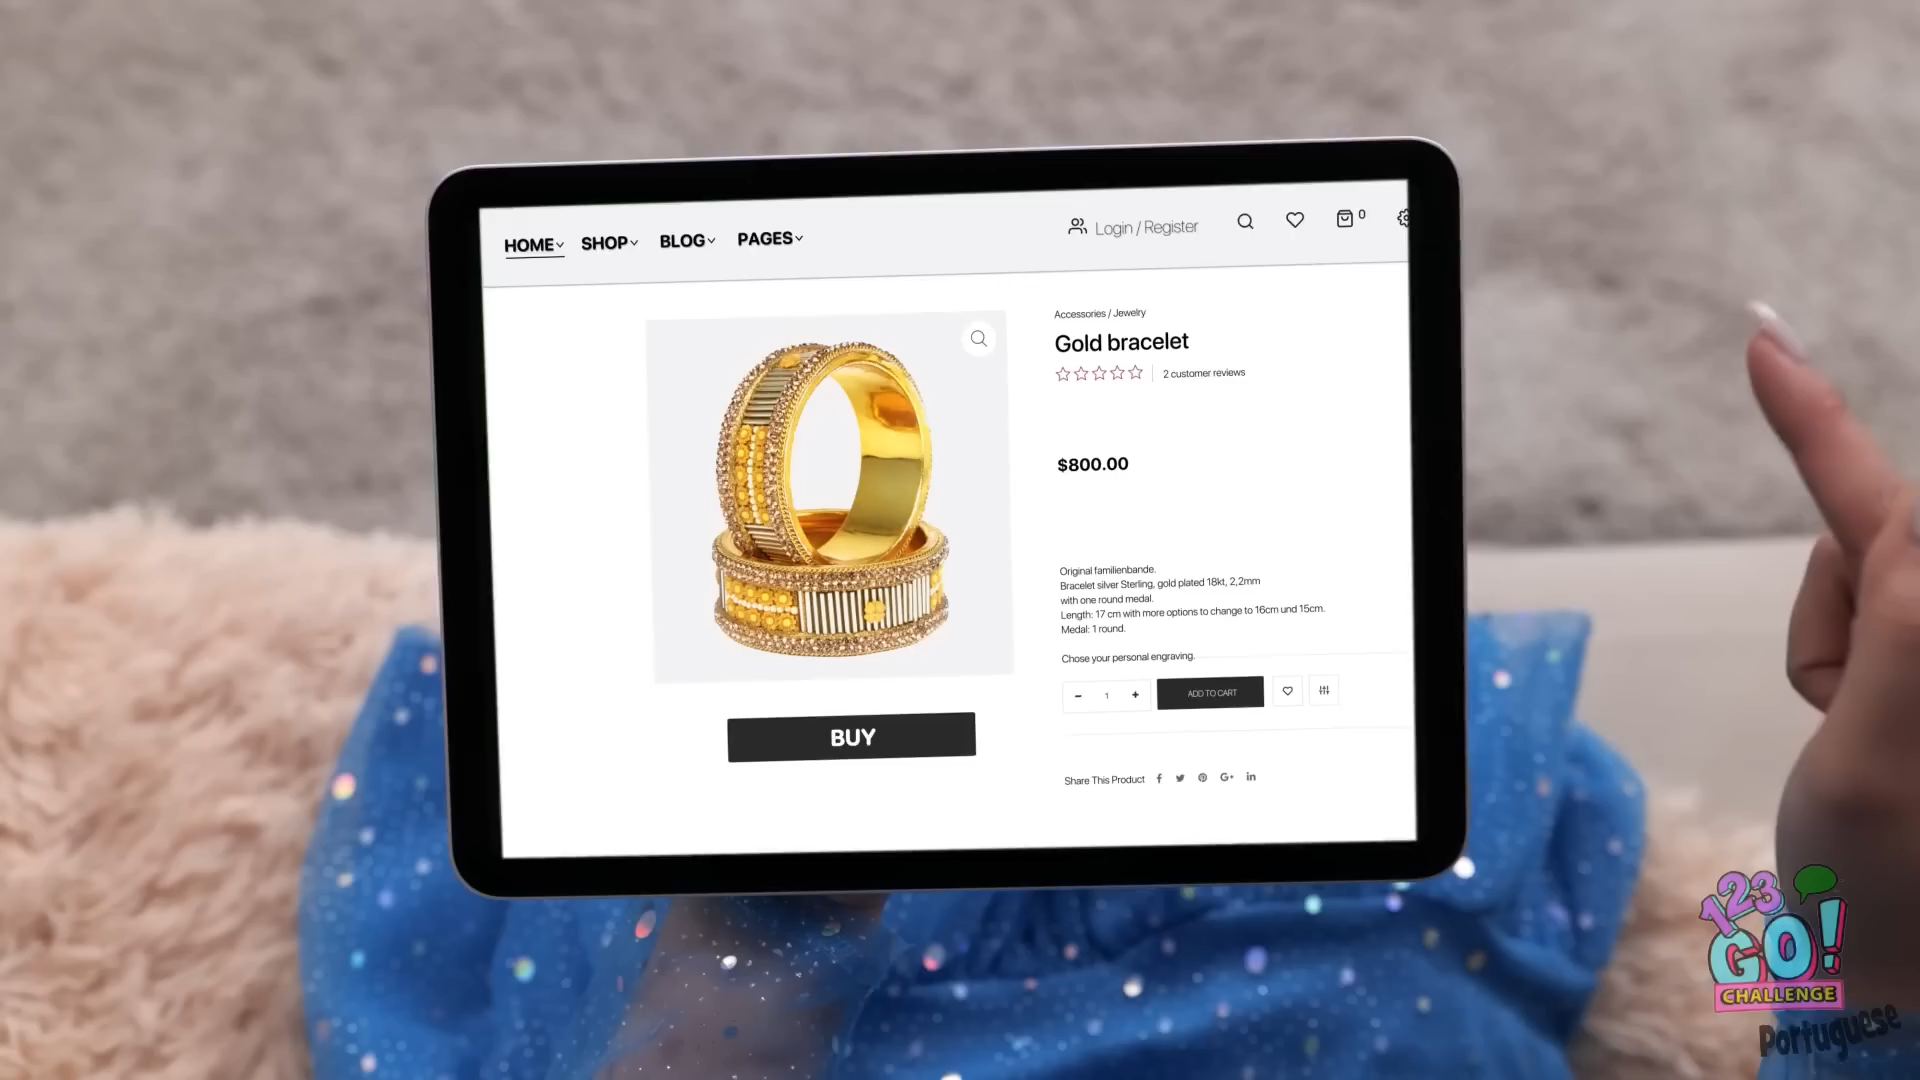 HOME SHOP BLOG PAGES
Login / Register
0
Accessories / Jewelry
Gold bracelet
2 customer reviews
$800.00
Original familienbande.
Bracelet silver Sterling, gold plated 18kt, 2,2mm
with one round medal.
Length: 17 cm with more options to change to 16cm und 15cm.
Medal: 1 round.
Chose your personal engraving.
- 1 + ADD TO CART
BUY
Share This Product f G+ in
123
GO!
CHALLENGE
Portuguese